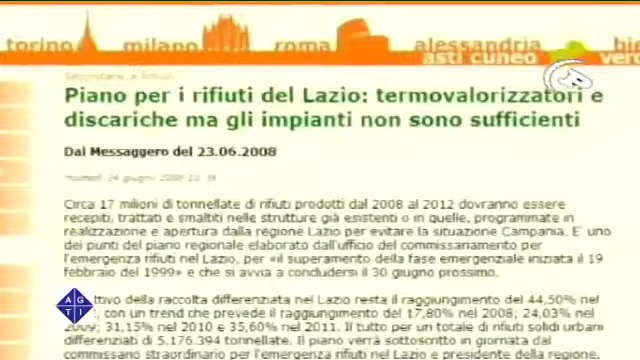 torino milano roma alessandria
asti cuneo
Piano per i rifiuti del Lazio: termovalorizzatori e
discariche ma gli impianti non sono sufficienti
Dal Messaggero del 23.06.2008
Circa 17 milioni di tonnellate di rifiuti prodotti dal 2008 al 2012 dovranno essere
recepiti, trattati e smaltiti nelle strutture già esistenti o in quelle, programmate in
realizzazione e apertura dalla regione Lazio per evitare la situazione Campania. E' uno
dei punti del piano regionale elaborato dall'ufficio del commissariamento per
l'emergenza rifiuti nel Lazio, per «il superamento della fase emergenziale iniziata il 19
febbraio del 1999» e che si avvia a concludersi il 30 giugno prossimo.
ttivo della raccolta differenziata nel Lazio resta il raggiungimento del 44,50% nel
, con un trend che prevede il raggiungimento del 17,80% nel 2008; 24,03% nel
2009; 31,15% nel 2010 e 35,60% nel 2011. Il tutto per un totale di rifiuti solidi urbani
differenziati di 5.176.394 tonnellate. Il piano verrà sottoscritto in giornata dal
commissario straordinario per l'emergenza rifiuti nel Lazio e presidente della regione,
A G
T I